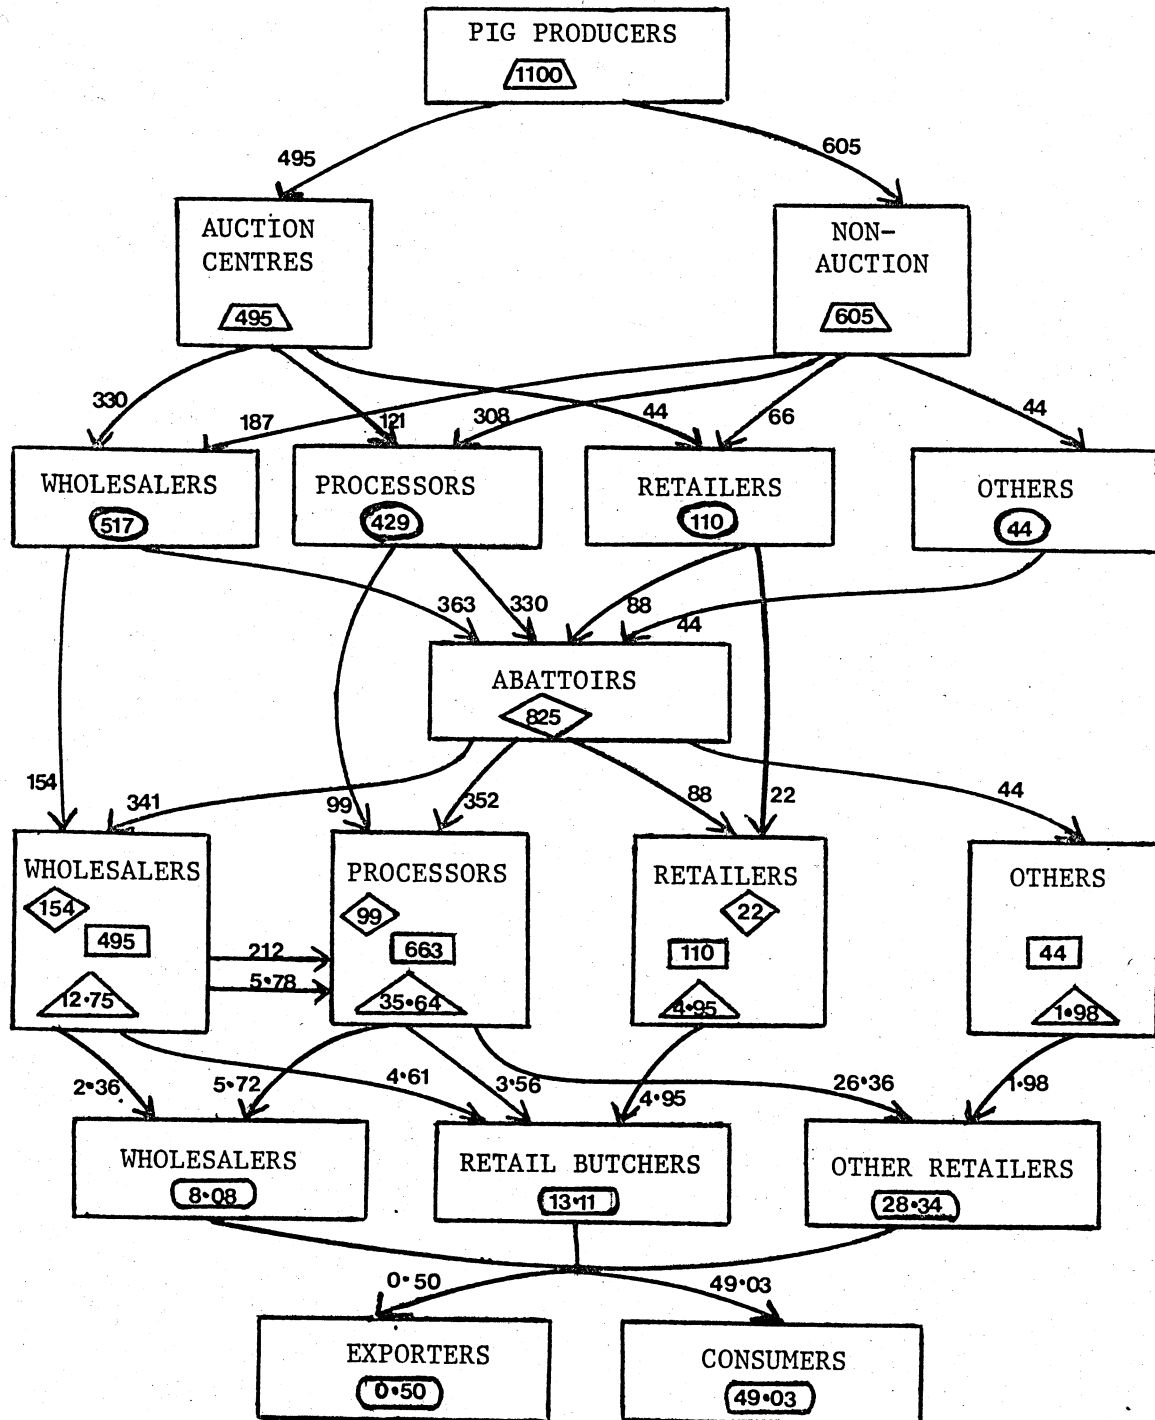 PIG PRODUCERS
1100
495
605
AUCTION
CENTRES
495
NON-
AUCTION
605
330
187
121
308
44
66
44
WHOLESALERS
517
PROCESSORS
429
RETAILERS
110
OTHERS
44
363
330
88
44
ABATTOIRS
825
154
341
99
352
88
22
44
WHOLESALERS
154
495
12·75
212
5·78
PROCESSORS
99
663
35·64
RETAILERS
22
110
4·95
OTHERS
44
1·98
2·36
5·72
4·61
3·56
4·95
26·36
1·98
WHOLESALERS
8·08
RETAIL BUTCHERS
13·11
OTHER RETAILERS
28·34
0·50
49·03
EXPORTERS
0·50
CONSUMERS
49·03